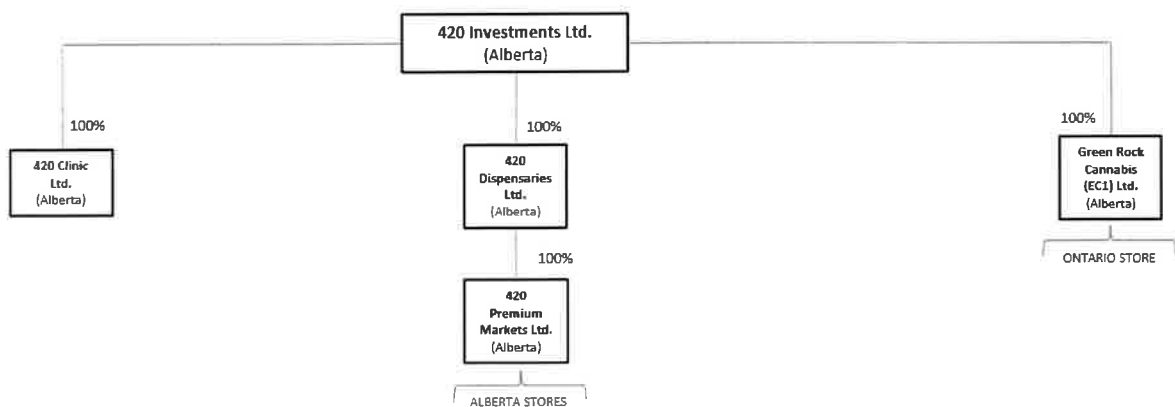 420 Investments Ltd.
(Alberta)
100%
100%
100%
420 Clinic
Ltd.
(Alberta)
420
Dispensaries
Ltd.
(Alberta)
Green Rock
Cannabis
(EC1) Ltd.
(Alberta)
ONTARIO STORE
100%
420
Premium
Markets Ltd.
(Alberta)
ALBERTA STORES